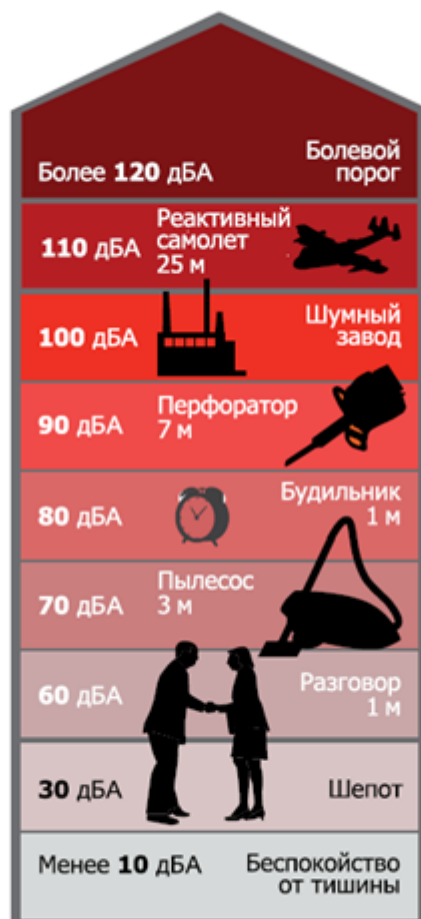 Более 120 дБА
Болевой
порог
110 дБА
Реактивный
самолет
25 м
100 дБА
Шумный
завод
90 дБА
Перфоратор
7 м
80 дБА
Будильник
1 м
70 дБА
Пылесос
3 м
60 дБА
Разговор
1 м
30 дБА
Шепот
Менее 10 дБА
Беспокойство
от тишины